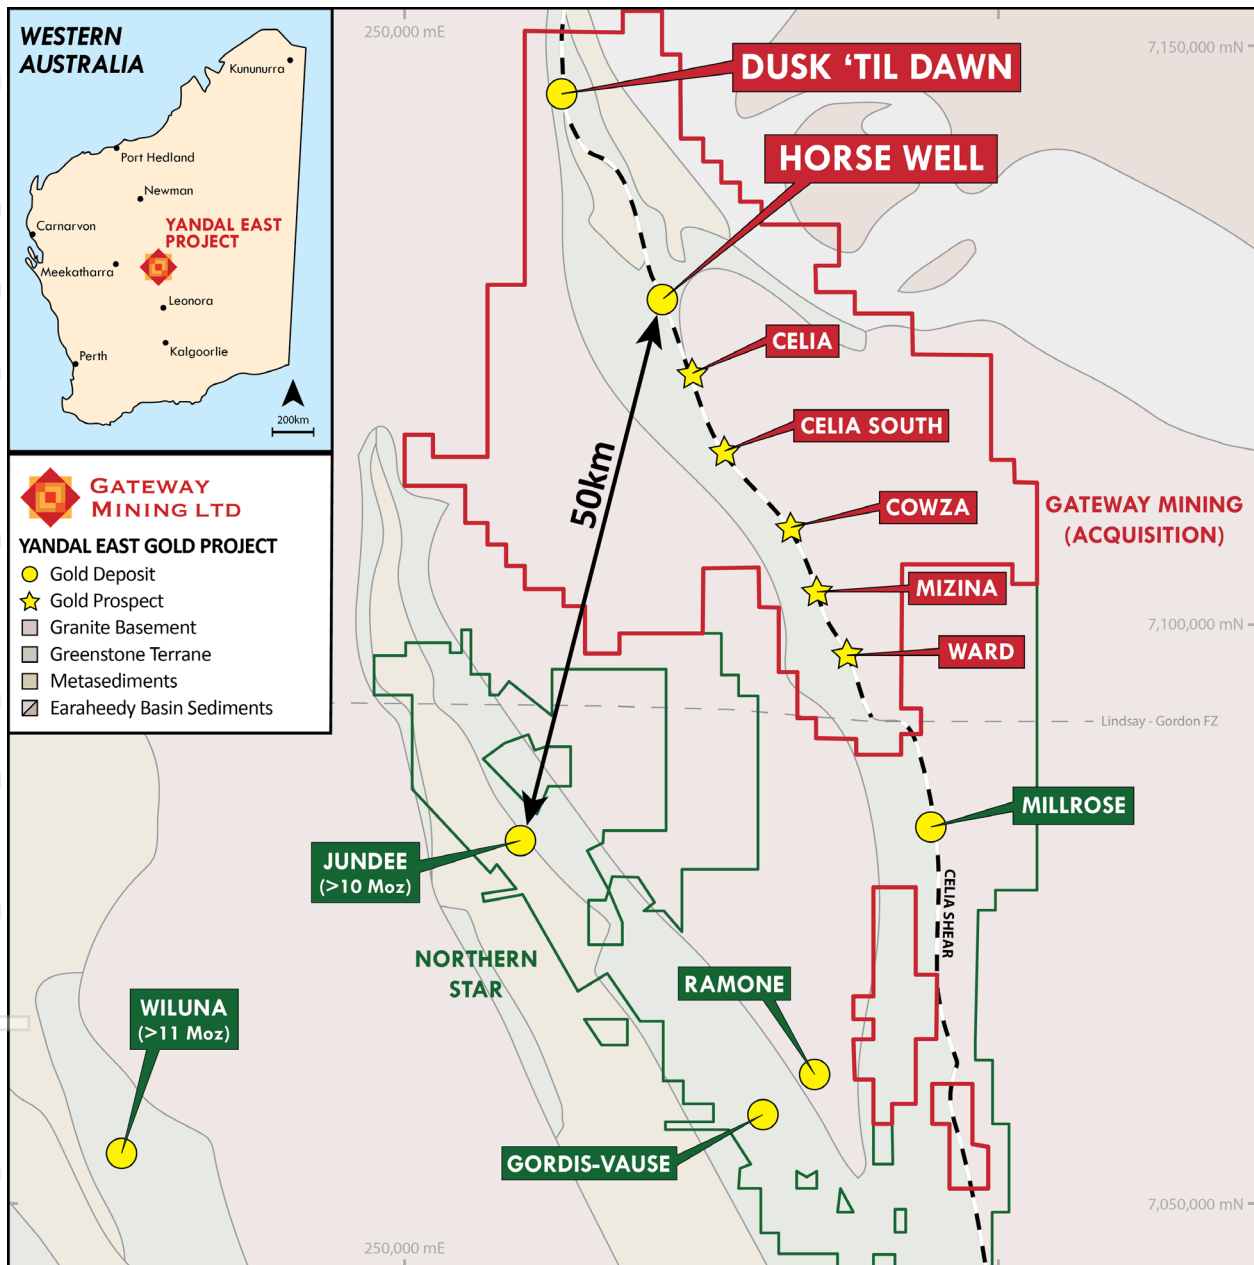 WESTERN
AUSTRALIA
Kununurra
Port Hedland
Newman
Carnarvon
YANDAL EAST
PROJECT
Meekatharra
Leonora
Kalgoorlie
Perth
200km
GATEWAY
MINING LTD
YANDAL EAST GOLD PROJECT
Gold Deposit
Gold Prospect
Granite Basement
Greenstone Terrane
Metasediments
Earaheedy Basin Sediments
250,000 mE
7,150,000 mN
DUSK ‘TIL DAWN
HORSE WELL
CELIA
CELIA SOUTH
50km
COWZA
GATEWAY MINING
(ACQUISITION)
MIZINA
7,100,000 mN
WARD
Lindsay - Gordon FZ
MILLROSE
JUNDEE
(>10 Moz)
CELIA SHEAR
NORTHERN
STAR
RAMONE
WILUNA
(>11 Moz)
GORDIS-VAUSE
7,050,000 mN
250,000 mE